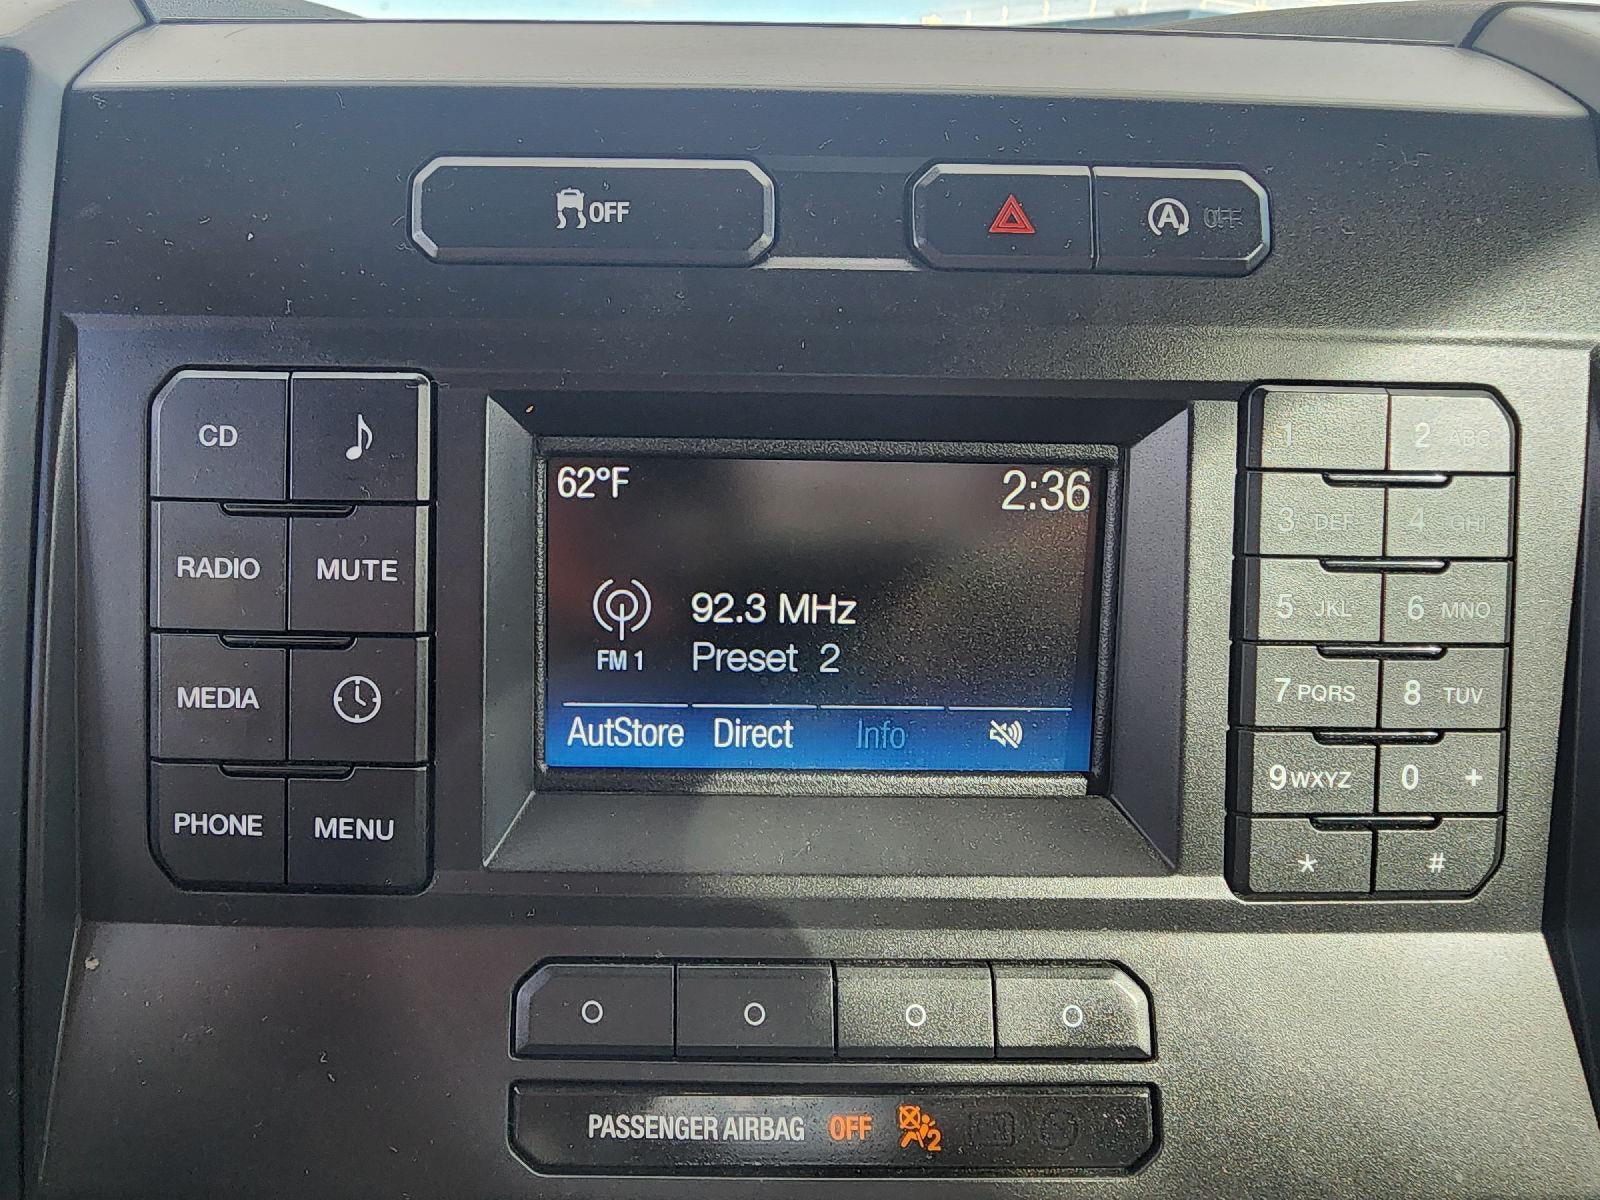 OFF
A OFF
CD
RADIO MUTE
MEDIA
PHONE MENU
62°F 2:36
92.3 MHz
FM 1 Preset 2
AutStore Direct Info
1 2 ABC
3 DEF 4 GHI
5 JKL 6 MNO
7 PQRS 8 TUV
9 WXYZ 0 +
* #
PASSENGER AIRBAG OFF 2